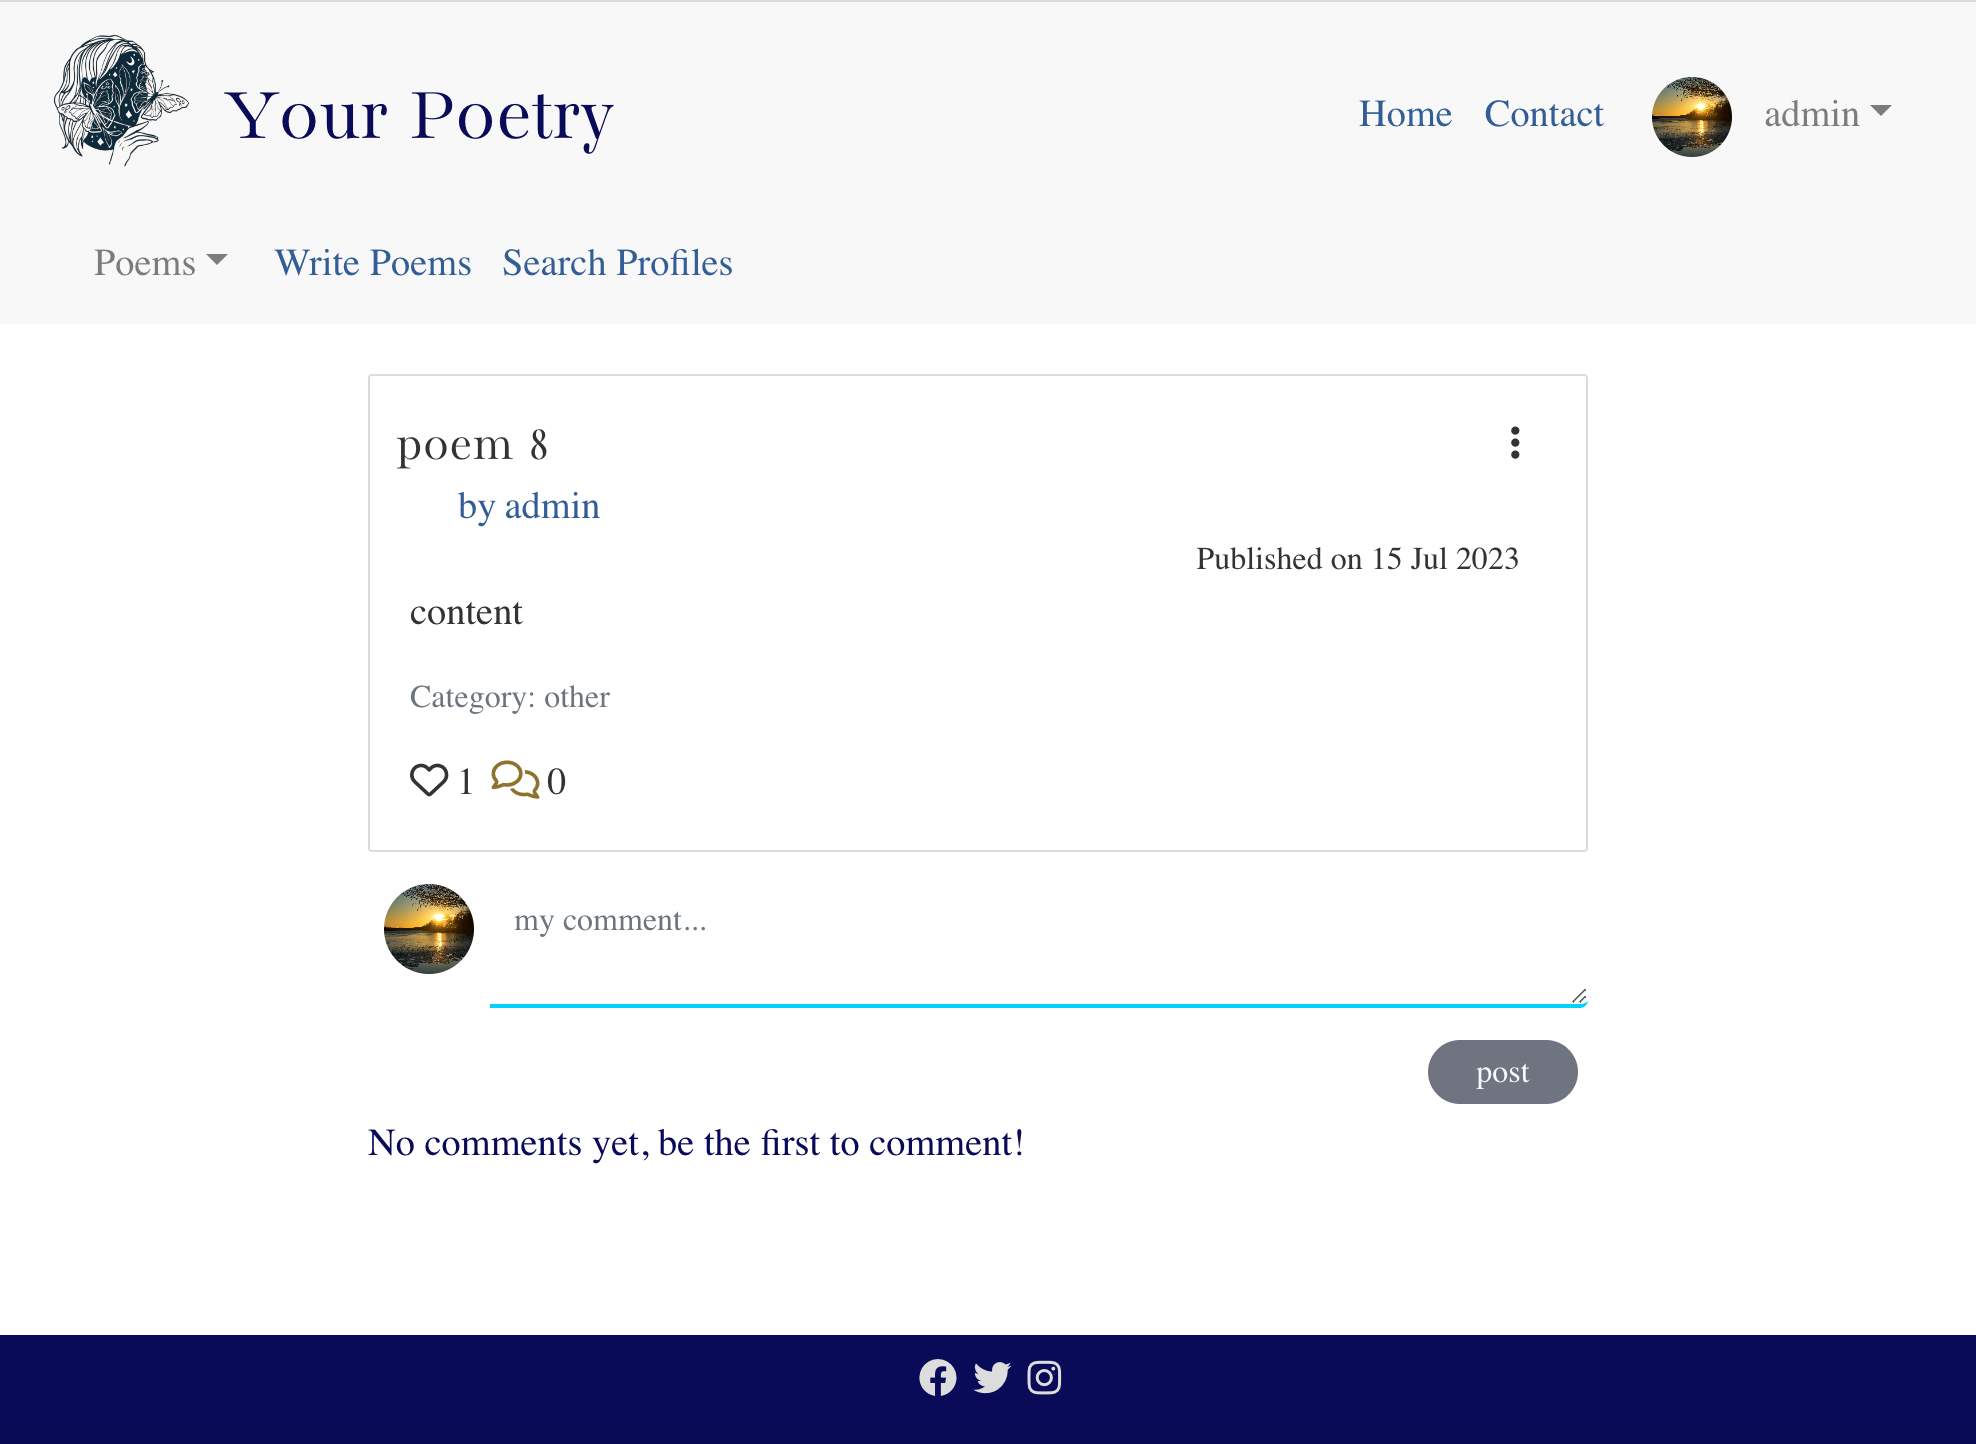 Your Poetry
Home Contact admin
Poems Write Poems Search Profiles
poem 8
by admin
Published on 15 Jul 2023
content
Category: other
1 0
my comment...
post
No comments yet, be the first to comment!